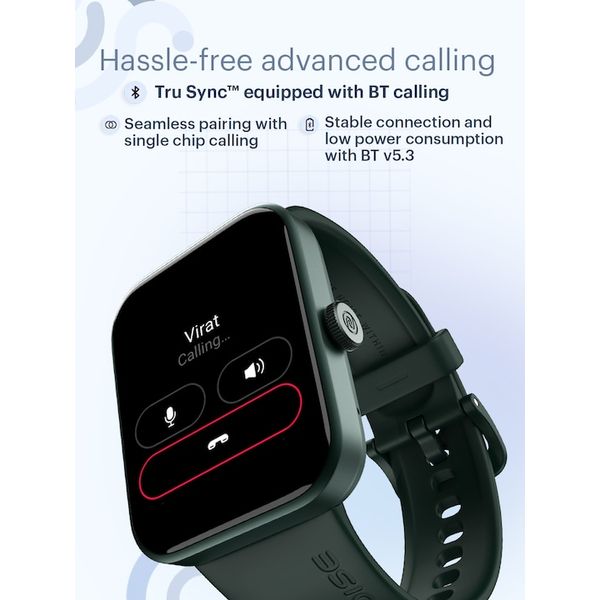 Hassle-free advanced calling
Tru Sync™ equipped with BT calling
Seamless pairing with
single chip calling
Stable connection and
low power consumption
with BT v5.3
Virat
Calling...